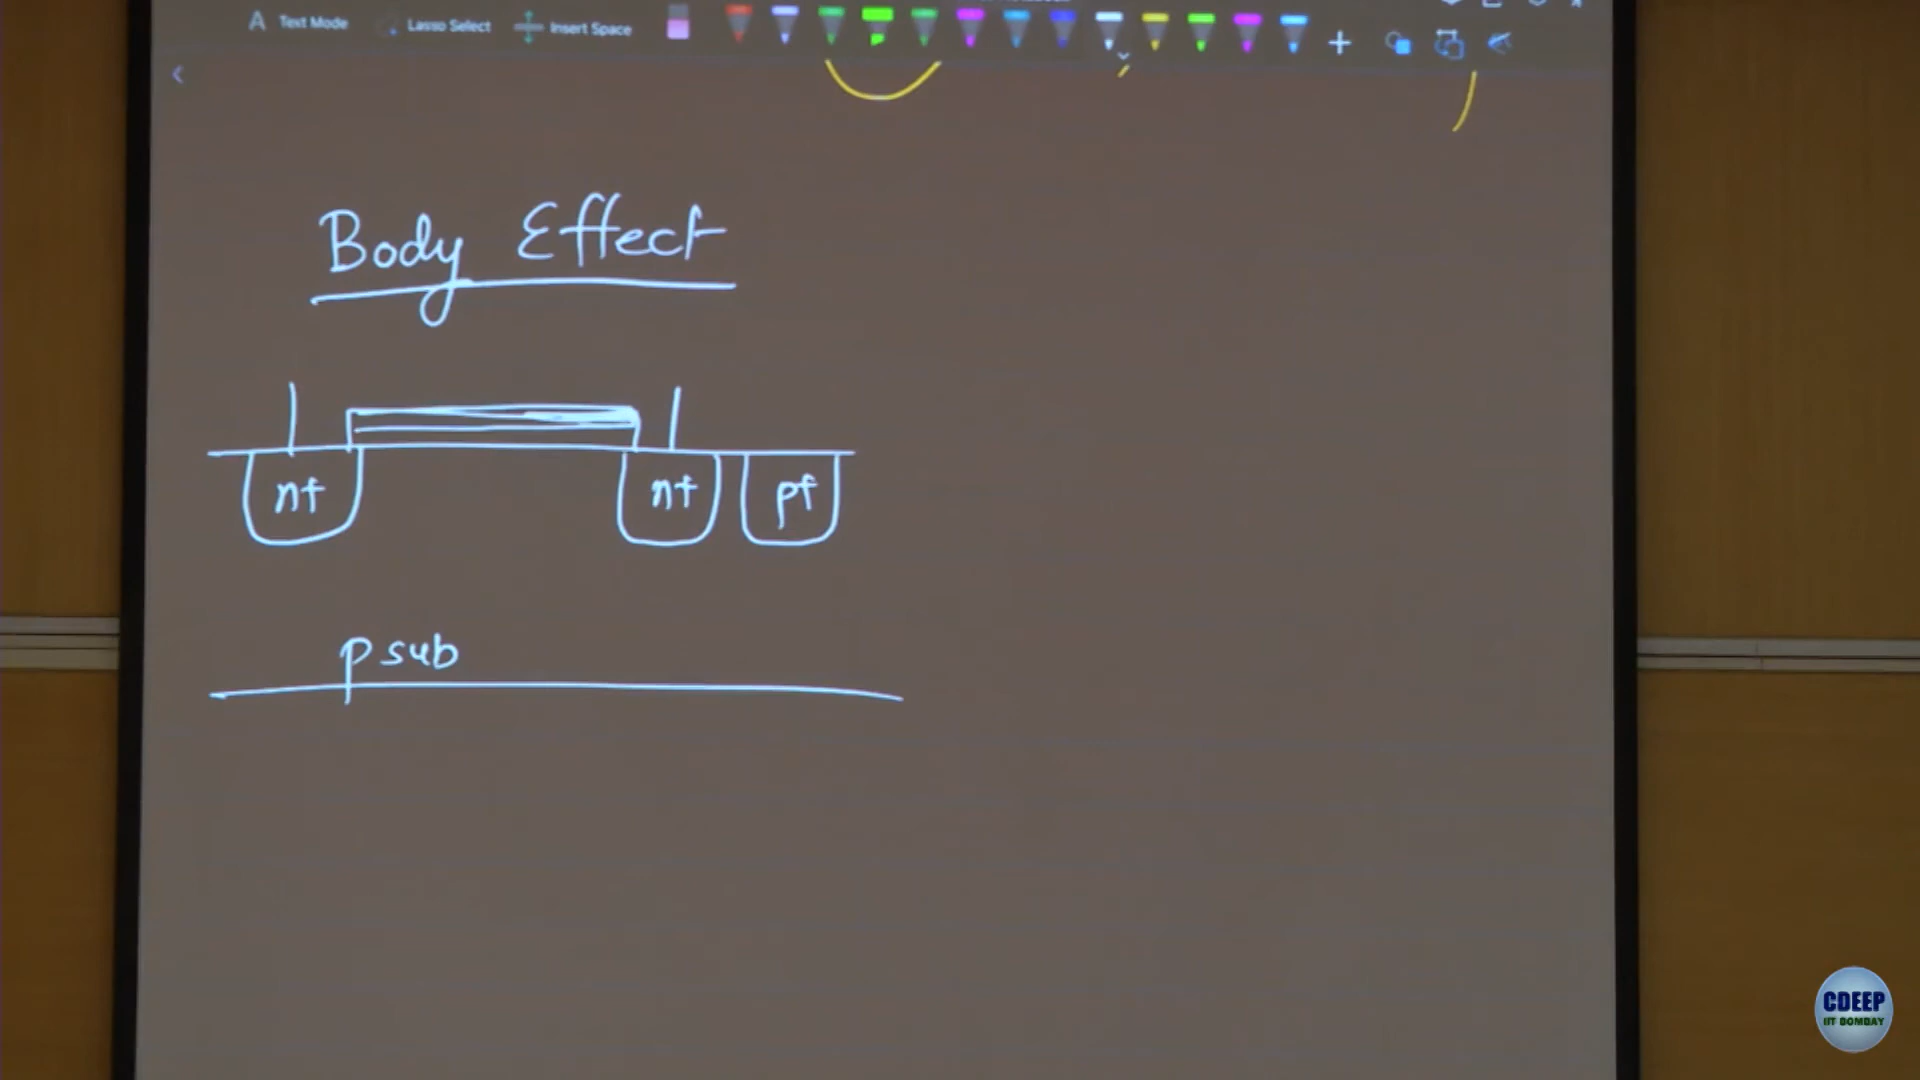 Text Mode Lasso Select Insert Space
Body Effect
n+ n+ p+
p sub
CDEEP
IIT BOMBAY